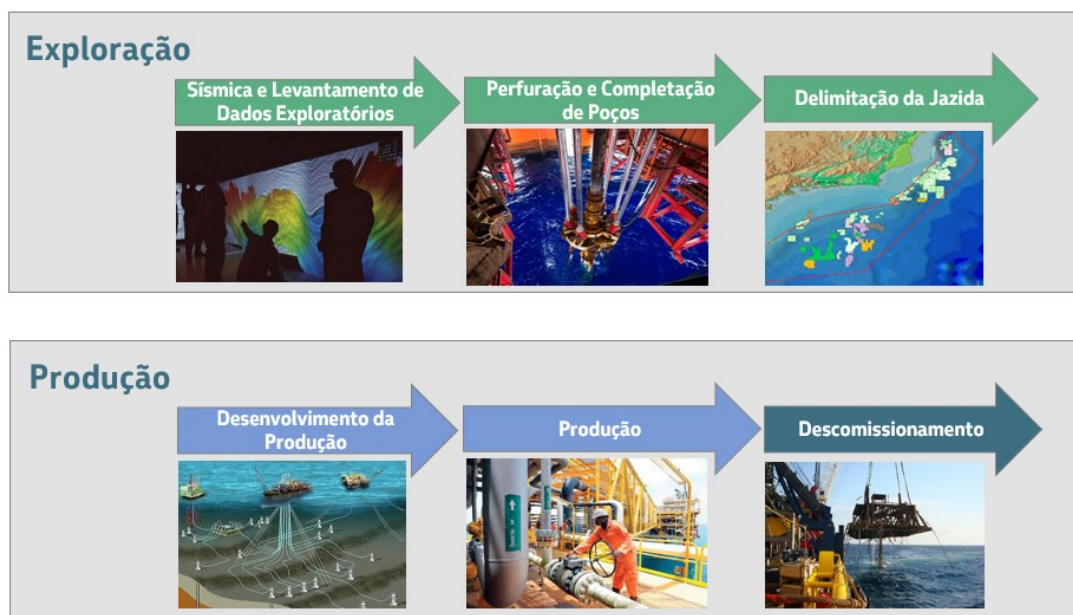 Exploração
Sísmica e Levantamento de
Dados Exploratórios
Perfuração e Completação
de Poços
Delimitação da Jazida
Produção
Desenvolvimento da
Produção
Produção
Descomissionamento